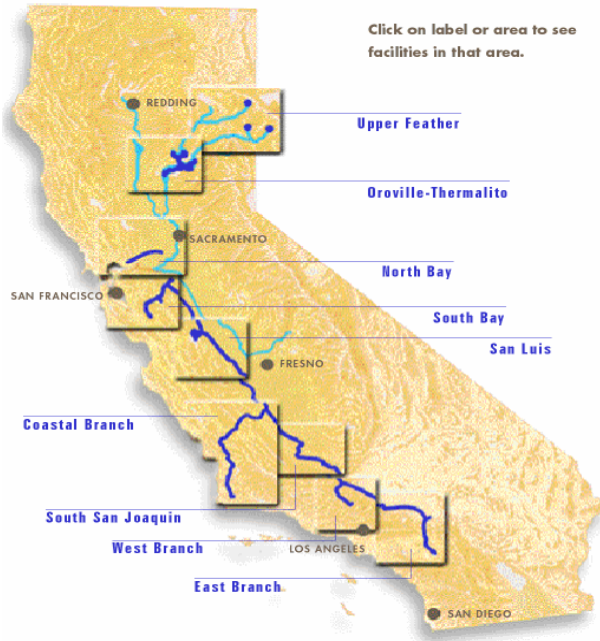 Click on label or area to see
facilities in that area.
REDDING
Upper Feather
Oroville-Thermalito
SACRAMENTO
North Bay
SAN FRANCISCO
South Bay
San Luis
FRESNO
Coastal Branch
South San Joaquin
West Branch
LOS ANGELES
East Branch
SAN DIEGO